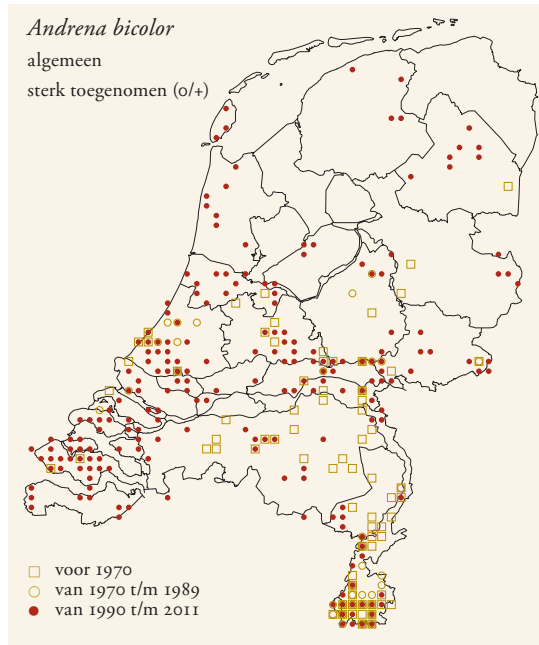 Andrena bicolor
algemeen
sterk toegenomen (0/+)
voor 1970
van 1970 t/m 1989
van 1990 t/m 2011